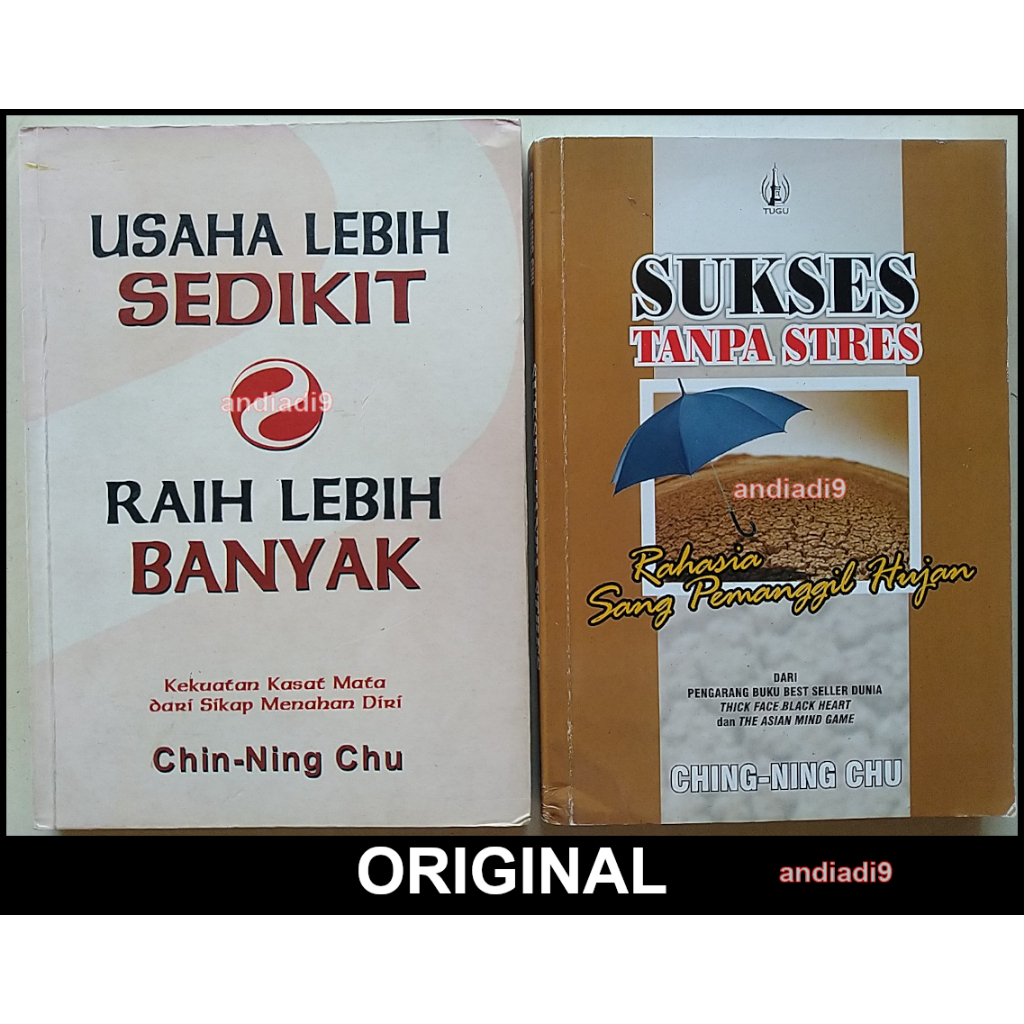 USAHA LEBIH
SEDIKIT
andiadi9
RAIH LEBIH
BANYAK
Kekuatan Kasat Mata
dari Sikap Menahan Diri
Chin-Ning Chu
TUGU
SUKSES
TANPA STRES
andiadi9
Rahasia
Sang Pemanggil Hujan
DARI
PENGARANG BUKU BEST SELLER DUNIA
THICK FACE BLACK HEART
dan THE ASIAN MIND GAME
CHING-NING CHU
ORIGINAL
andiadi9